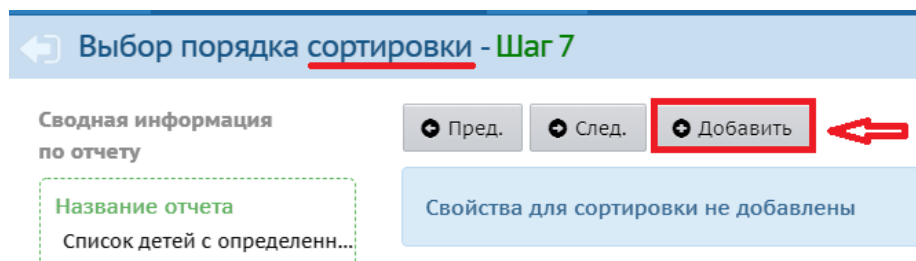 Выбор порядка сортировки - Шаг 7
Сводная информация
по отчету
Пред.
След.
Добавить
Название отчета
Список детей с определенн...
Свойства для сортировки не добавлены